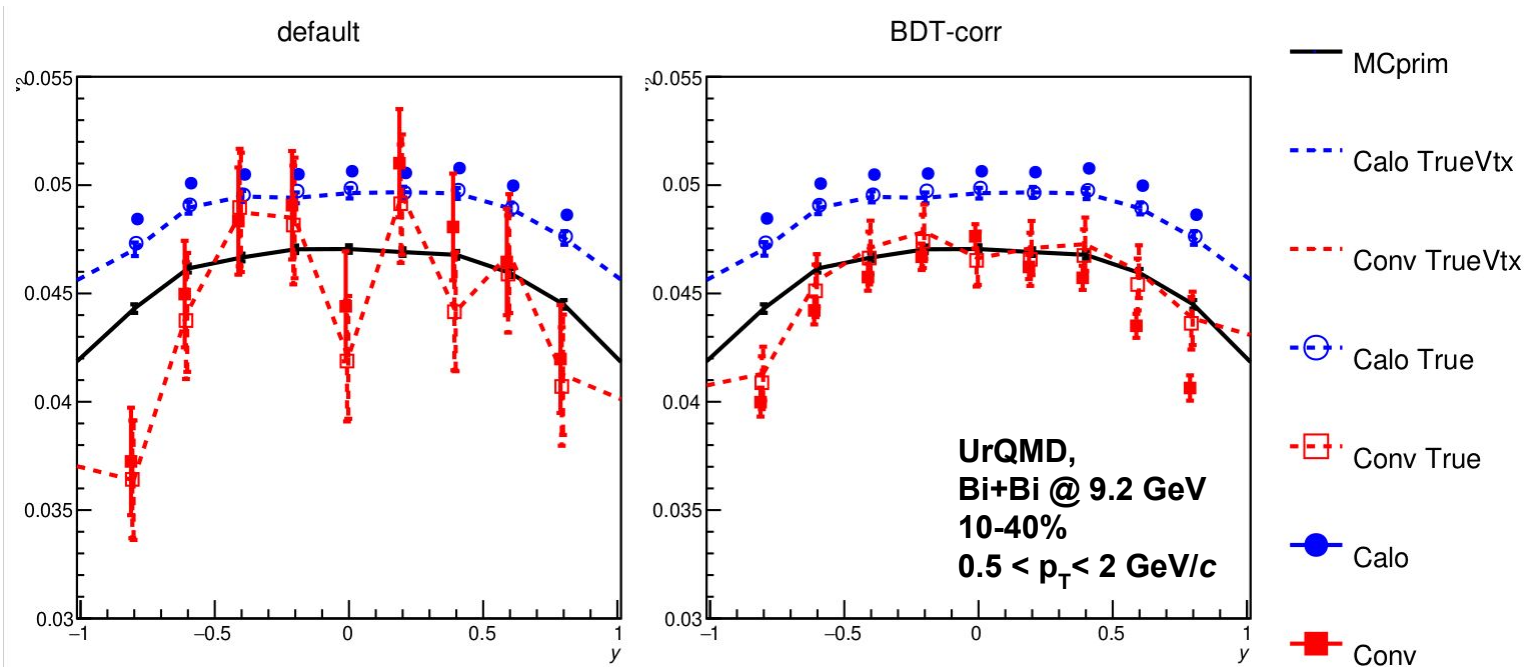 default
BDT-corr
0.055
0.05
0.045
0.04
0.035
0.03
−1
−0.5
0
0.5
1
y
0.055
0.05
0.045
0.04
0.035
0.03
−1
−0.5
0
0.5
1
y
UrQMD,
Bi+Bi @ 9.2 GeV
10-40%
0.5 < pT< 2 GeV/c
MCprim
Calo TrueVtx
Conv TrueVtx
Calo True
Conv True
Calo
Conv